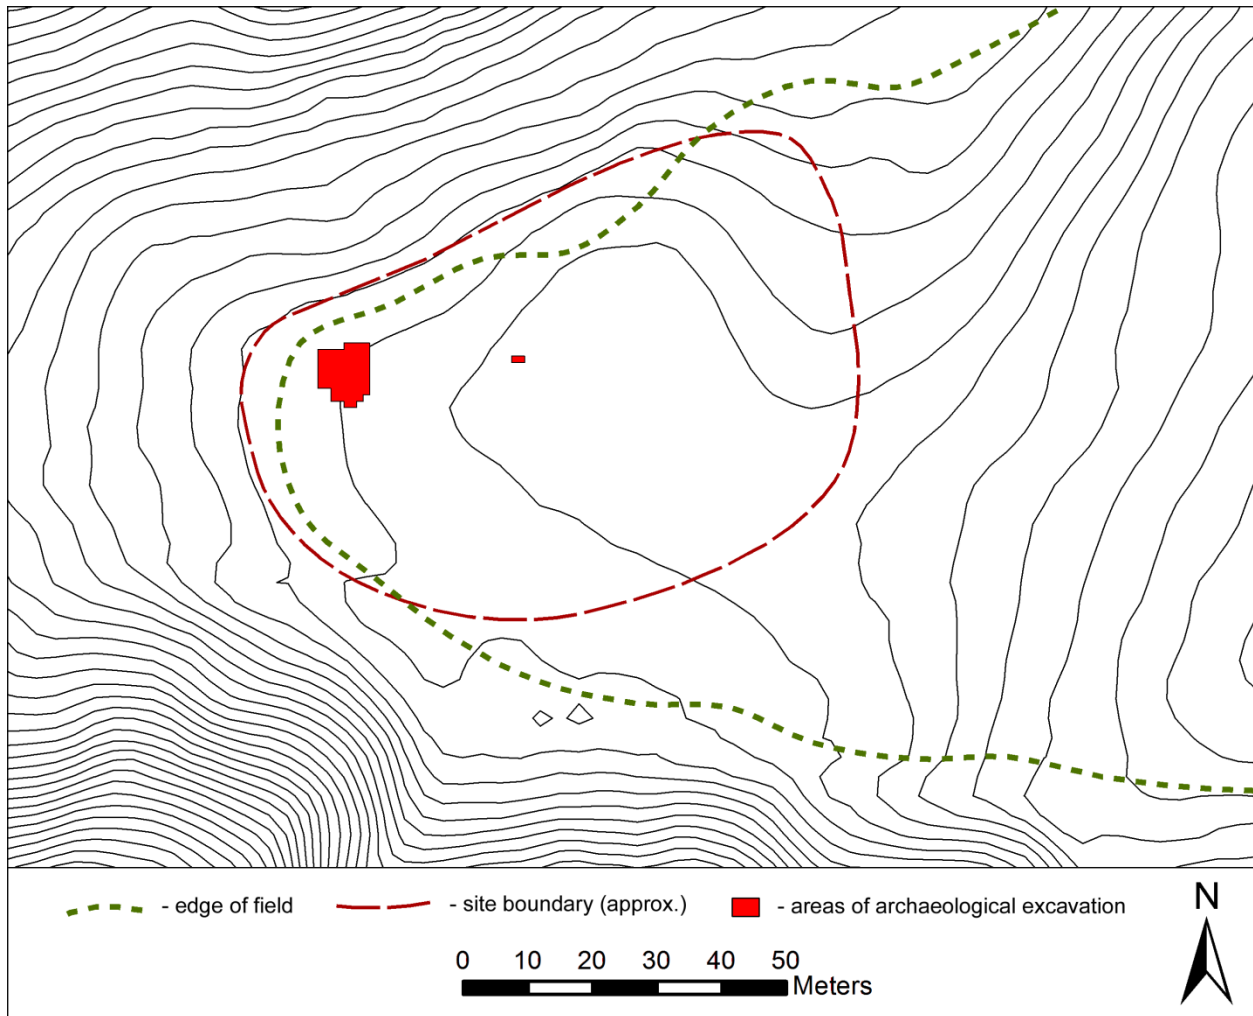 - edge of field - site boundary (approx.) - areas of archaeological excavation
N
0 10 20 30 40 50
Meters